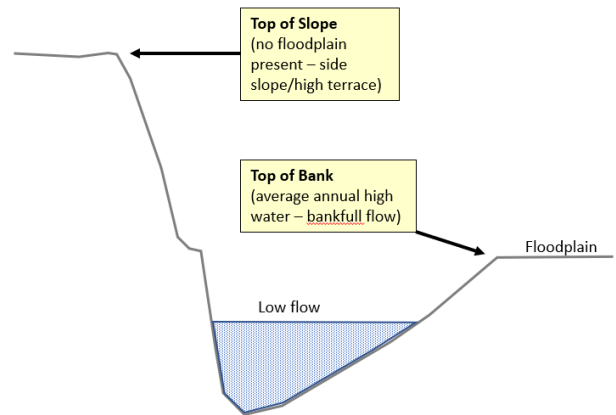 Top of Slope
(no floodplain
present – side
slope/high terrace)
Top of Bank
(average annual high
water – bankfull flow)
Floodplain
Low flow